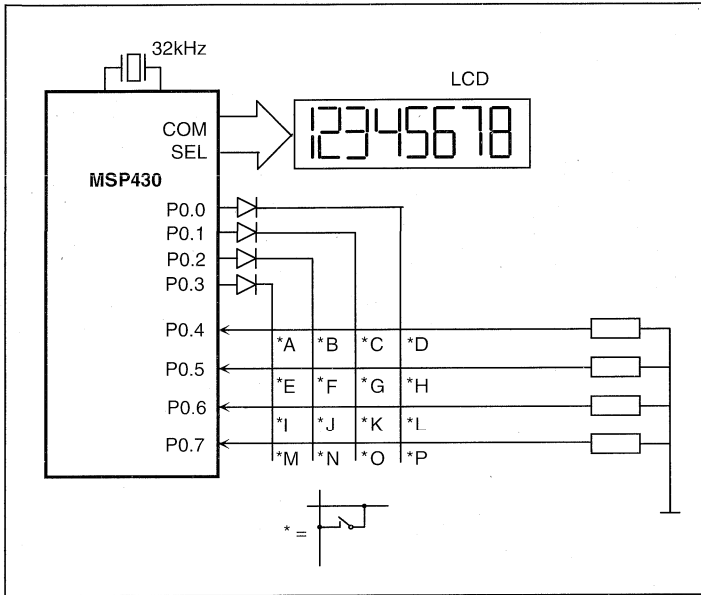 32kHz
LCD
COM
SEL
12345678
MSP430
P0.0
P0.1
P0.2
P0.3
P0.4
*A *B *C *D
P0.5
*E *F *G *H
P0.6
*I *J *K *L
P0.7
*M *N *O *P
* =